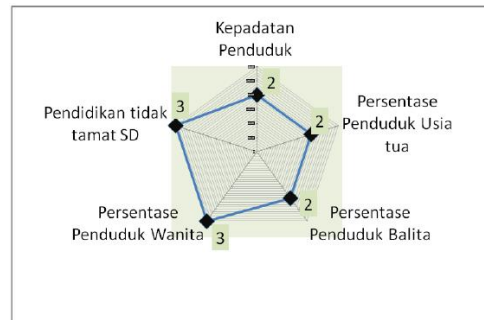 Kepadatan
Penduduk
2
Persentase
Penduduk Usia
tua
2
Persentase
Penduduk Balita
2
Persentase
Penduduk Wanita
3
Pendidikan tidak
tamat SD
3